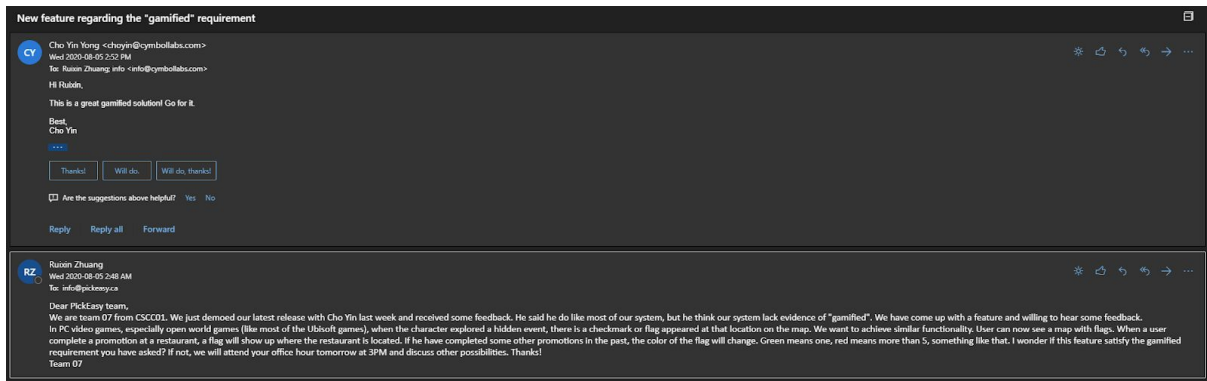 New feature regarding the "gamified" requirement
CY
Cho Yin Yong <choyin@cymbollabs.com>
Wed 2020-08-05 2:52 PM
To: Ruixin Zhuang; info <info@cymbollabs.com>
Hi Ruixin,
This is a great gamified solution! Go for it.
Best,
Cho Yin
...
Thanks! Will do. Will do, thanks!
Are the suggestions above helpful? Yes No
Reply Reply all Forward
RZ
Ruixin Zhuang
Wed 2020-08-05 2:48 AM
To: info@pickeasy.ca
Dear PickEasy team,
We are team 07 from CSCC01. We just demoed our latest release with Cho Yin last week and received some feedback. He said he do like most of our system, but he think our system lack evidence of "gamified". We have come up with a feature and willing to hear some feedback.
In PC video games, especially open world games (like most of the Ubisoft games), when the character explored a hidden event, there is a checkmark or flag appeared at that location on the map. We want to achieve similar functionality. User can now see a map with flags. When a user
complete a promotion at a restaurant, a flag will show up where the restaurant is located. If he have completed some other promotions in the past, the color of the flag will change. Green means one, red means more than 5, something like that. I wonder if this feature satisfy the gamified
requirement you have asked? If not, we will attend your office hour tomorrow at 3PM and discuss other possibilities. Thanks!
Team 07